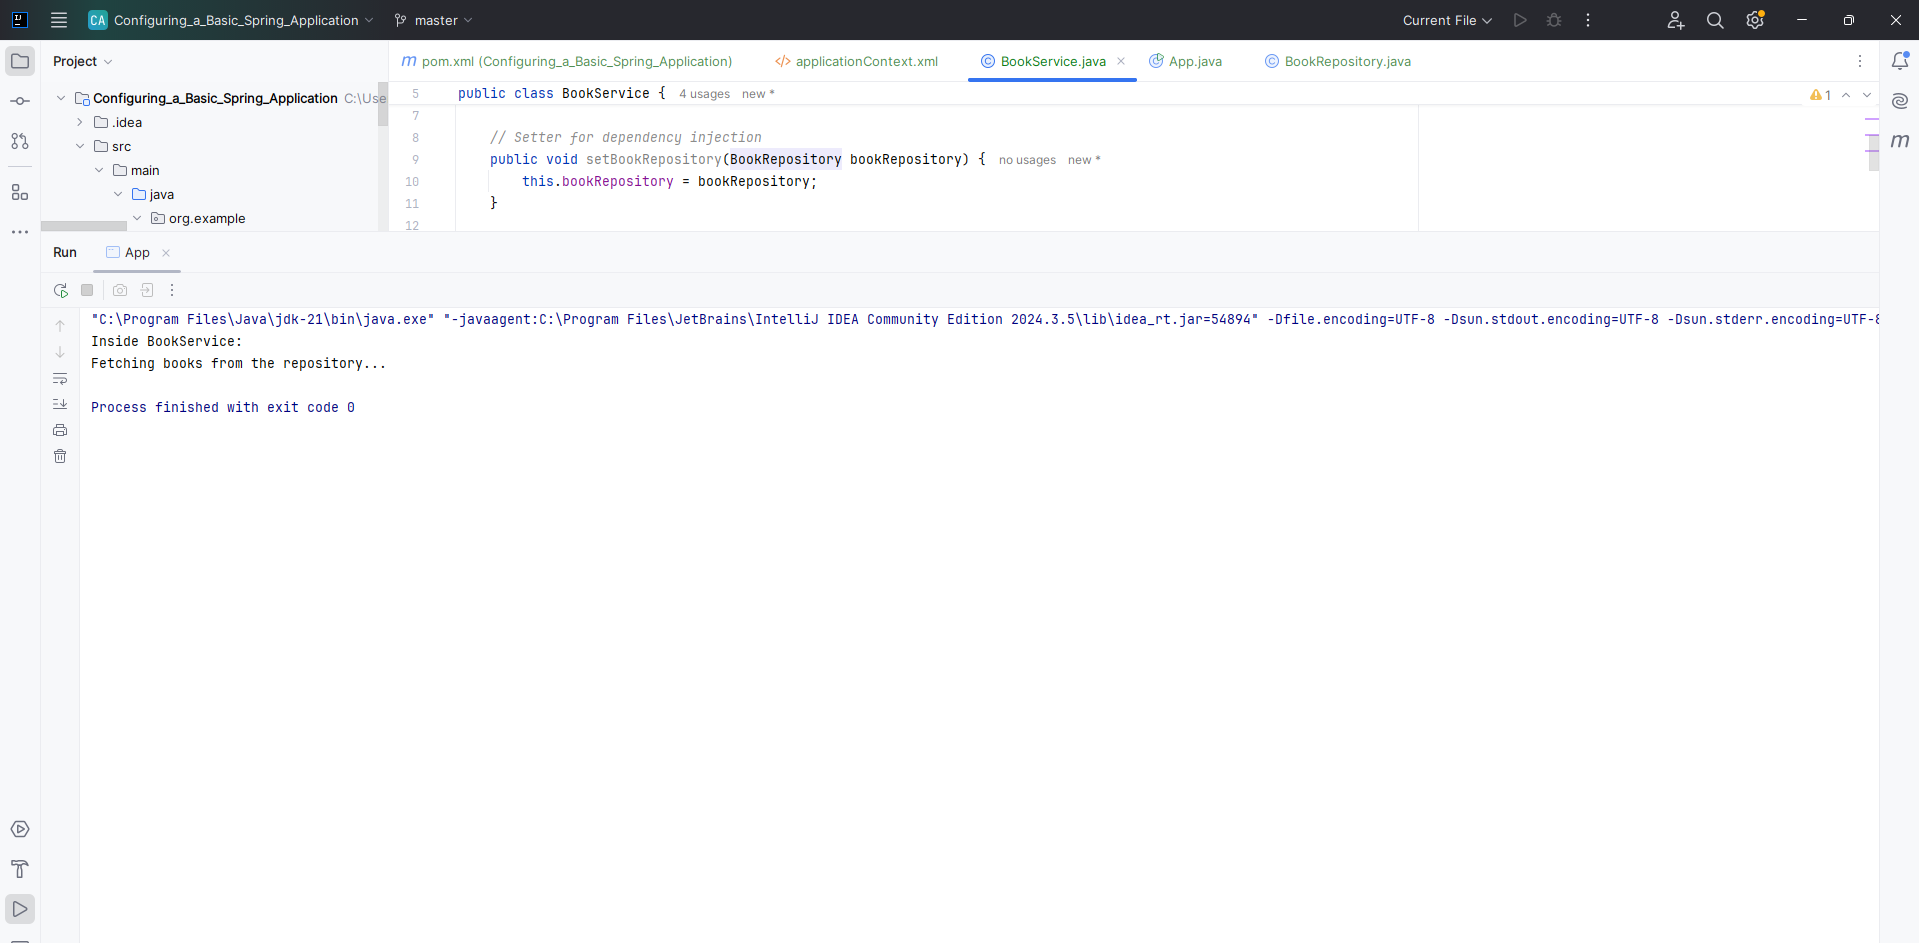 CA Configuring_a_Basic_Spring_Application master Current File
Project
pom.xml (Configuring_a_Basic_Spring_Application) applicationContext.xml BookService.java App.java BookRepository.java
Configuring_a_Basic_Spring_Application C:\Use
.idea
src
main
java
org.example
5 public class BookService { 4 usages new *
1
7
8 // Setter for dependency injection
9 public void setBookRepository(BookRepository bookRepository) { no usages new *
10 this.bookRepository = bookRepository;
11 }
12
Run App
"C:\Program Files\Java\jdk-21\bin\java.exe" "-javaagent:C:\Program Files\JetBrains\IntelliJ IDEA Community Edition 2024.3.5\lib\idea_rt.jar=54894" -Dfile.encoding=UTF-8 -Dsun.stdout.encoding=UTF-8 -Dsun.stderr.encoding=UTF-8
Inside BookService:
Fetching books from the repository...
Process finished with exit code 0